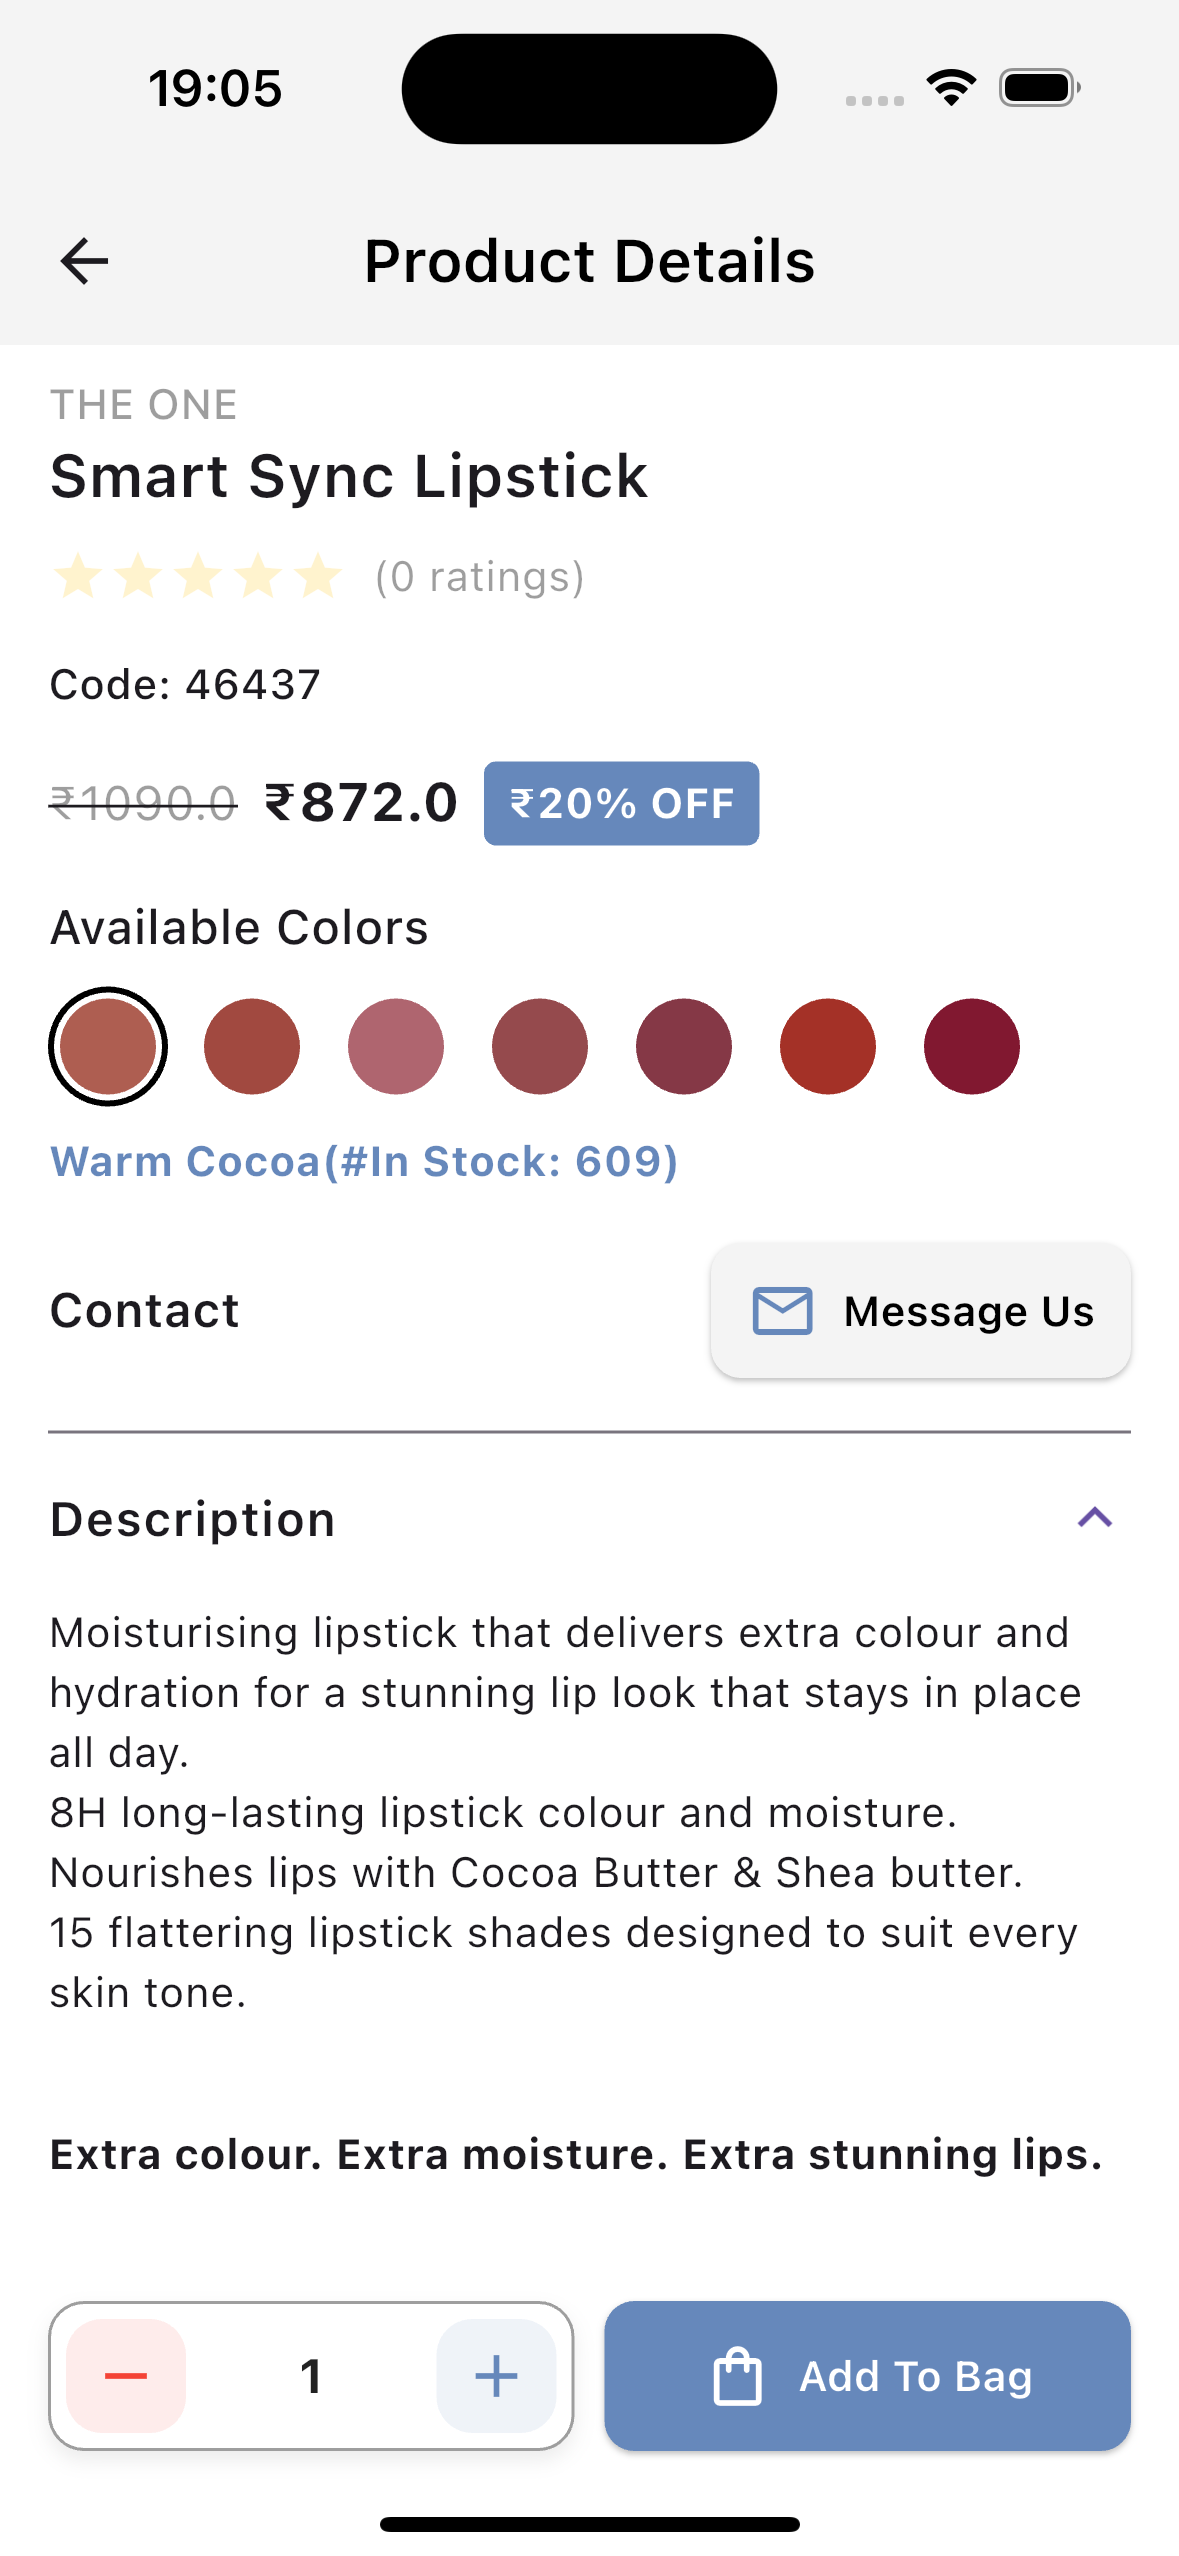 19:05
Product Details
THE ONE
Smart Sync Lipstick
(0 ratings)
Code: 46437
₹1090.0 ₹872.0 ₹20% OFF
Available Colors
Warm Cocoa(#In Stock: 609)
Contact
Message Us
Description
Moisturising lipstick that delivers extra colour and
hydration for a stunning lip look that stays in place
all day.
8H long-lasting lipstick colour and moisture.
Nourishes lips with Cocoa Butter & Shea butter.
15 flattering lipstick shades designed to suit every
skin tone.
Extra colour. Extra moisture. Extra stunning lips.
1
Add To Bag